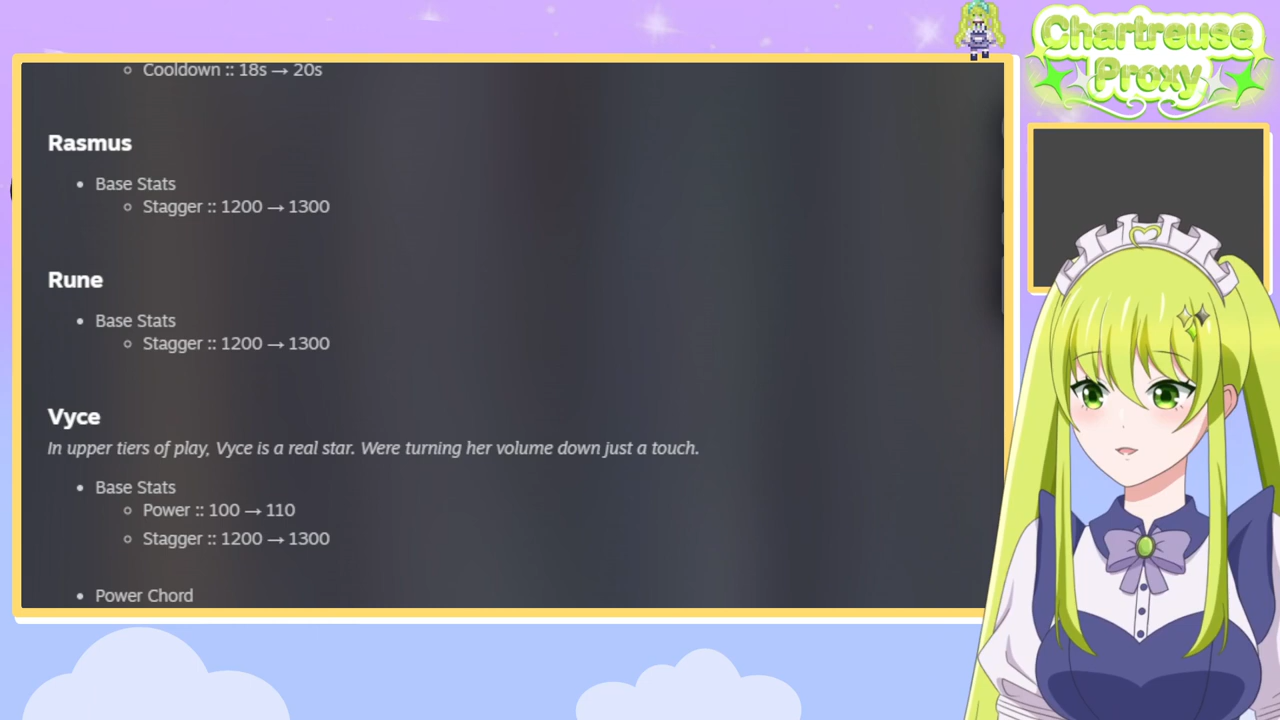 Chartreuse
Proxy
Cooldown :: 18s → 20s
Rasmus
Base Stats
Stagger :: 1200 → 1300
Rune
Base Stats
Stagger :: 1200 → 1300
Vyce
In upper tiers of play, Vyce is a real star. Were turning her volume down just a touch.
Base Stats
Power :: 100 → 110
Stagger :: 1200 → 1300
Power Chord